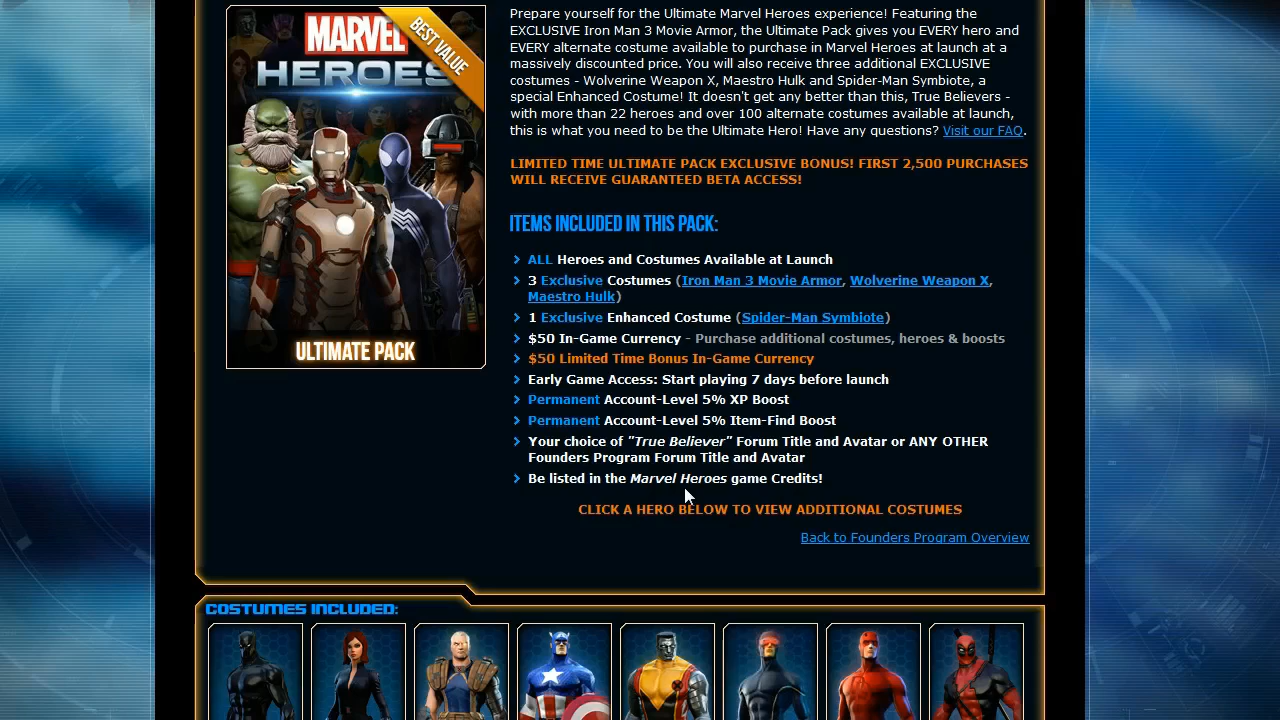 MARVEL
HEROES
BEST VALUE
ULTIMATE PACK
Prepare yourself for the Ultimate Marvel Heroes experience! Featuring the
EXCLUSIVE Iron Man 3 Movie Armor, the Ultimate Pack gives you EVERY hero and
EVERY alternate costume available to purchase in Marvel Heroes at launch at a
massively discounted price. You will also receive three additional EXCLUSIVE
costumes - Wolverine Weapon X, Maestro Hulk and Spider-Man Symbiote, a
special Enhanced Costume! It doesn't get any better than this, True Believers -
with more than 22 heroes and over 100 alternate costumes available at launch,
this is what you need to be the Ultimate Hero! Have any questions? Visit our FAQ.
LIMITED TIME ULTIMATE PACK EXCLUSIVE BONUS! FIRST 2,500 PURCHASES
WILL RECEIVE GUARANTEED BETA ACCESS!
ITEMS INCLUDED IN THIS PACK:
ALL Heroes and Costumes Available at Launch
3 Exclusive Costumes (Iron Man 3 Movie Armor, Wolverine Weapon X,
Maestro Hulk)
1 Exclusive Enhanced Costume (Spider-Man Symbiote)
$50 In-Game Currency - Purchase additional costumes, heroes & boosts
$50 Limited Time Bonus In-Game Currency
Early Game Access: Start playing 7 days before launch
Permanent Account-Level 5% XP Boost
Permanent Account-Level 5% Item-Find Boost
Your choice of "True Believer" Forum Title and Avatar or ANY OTHER
Founders Program Forum Title and Avatar
Be listed in the Marvel Heroes game Credits!
CLICK A HERO BELOW TO VIEW ADDITIONAL COSTUMES
Back to Founders Program Overview
COSTUMES INCLUDED: